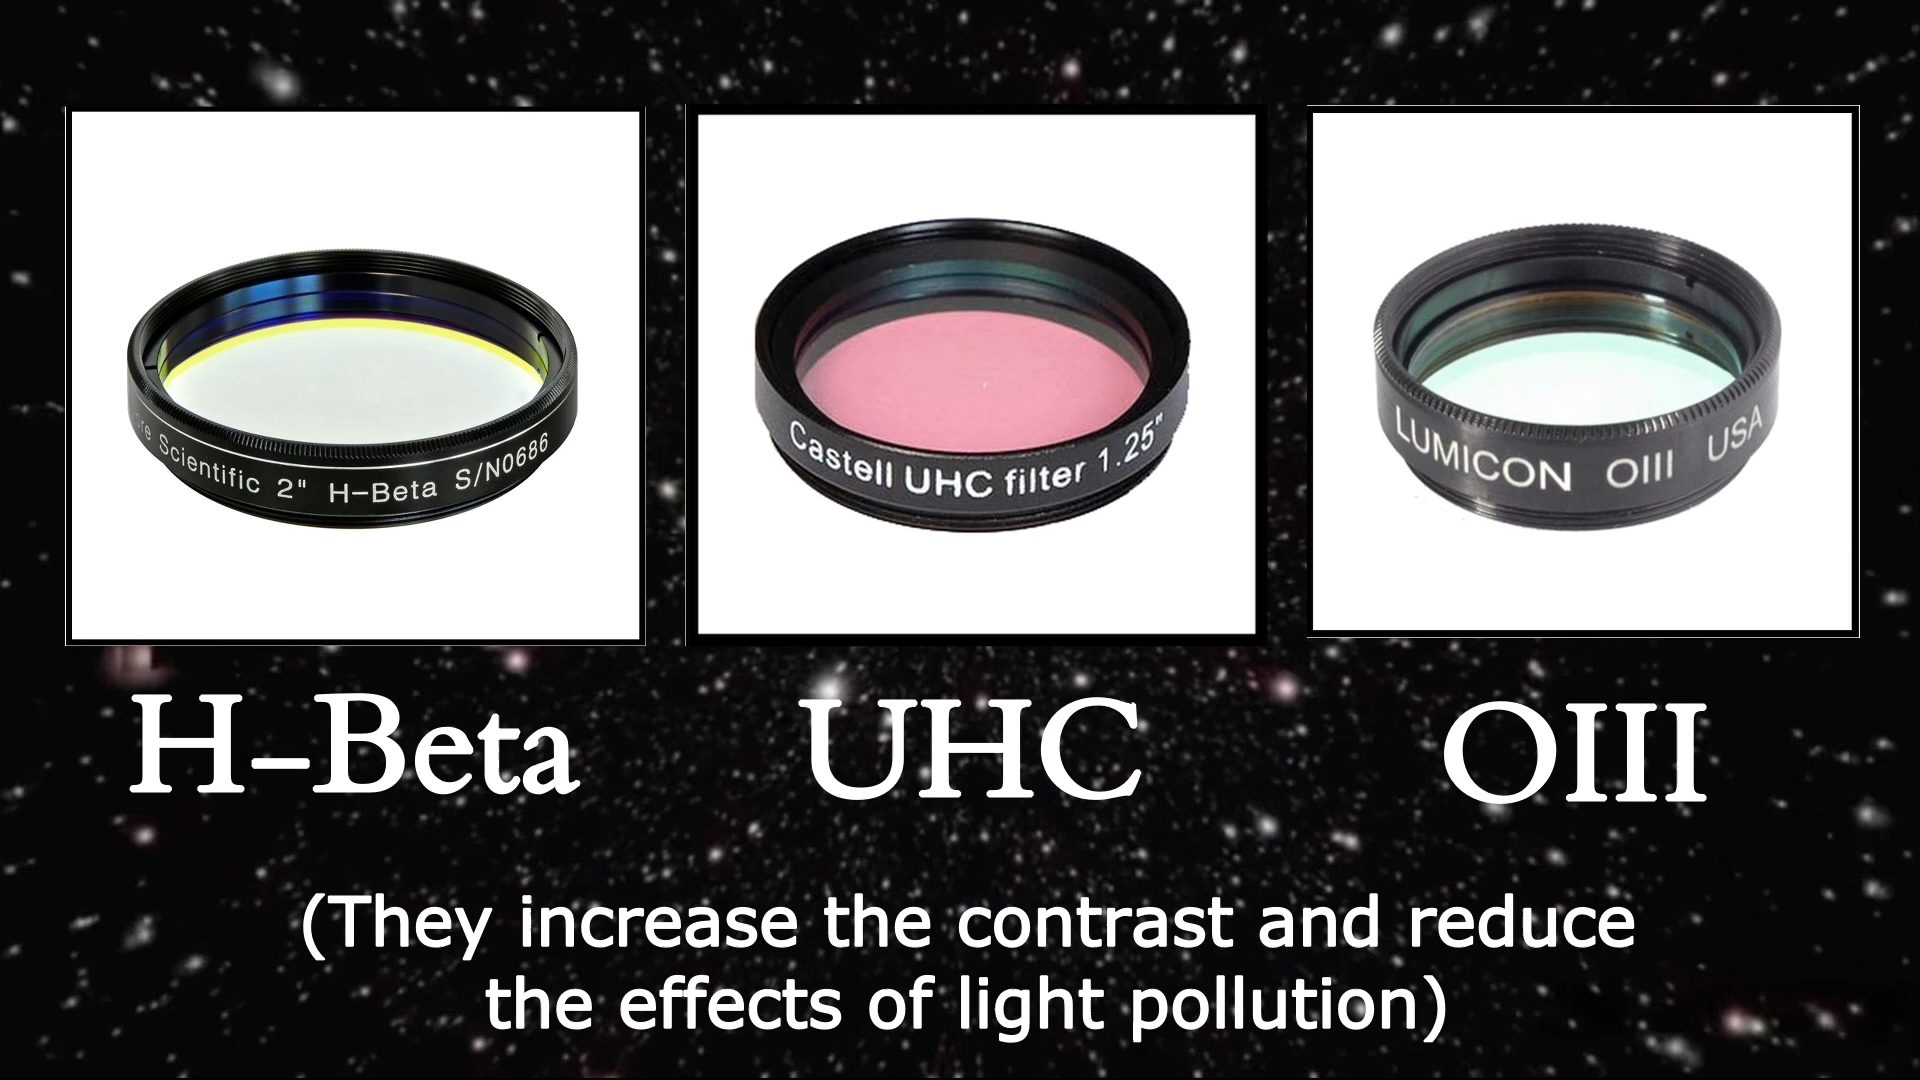 Scientific 2" H-Beta S/N0686
Castell UHC filter 1.25"
LUMICON OIII USA
H-Beta
UHC
OIII
(They increase the contrast and reduce
the effects of light pollution)